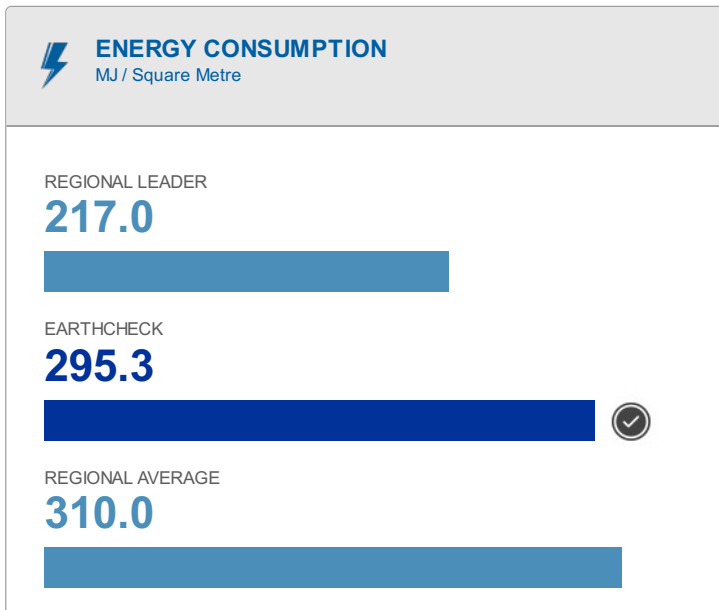 ENERGY CONSUMPTION
MJ / Square Metre
REGIONAL LEADER
217.0
EARTHCHECK
295.3
REGIONAL AVERAGE
310.0